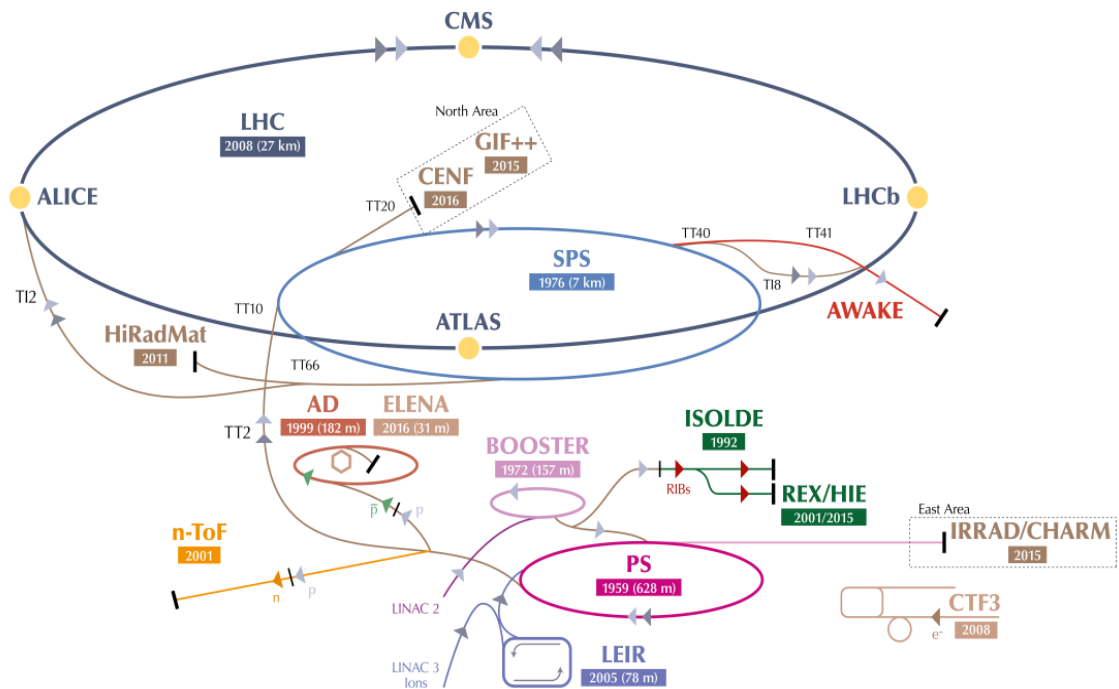 CMS
North Area
LHC
2008 (27 km)
GIF++
2015
CENF
2016
ALICE
LHCb
TT20
TT40
TT41
SPS
1976 (7 km)
TI8
TI2
TT10
AWAKE
ATLAS
HiRadMat
2011
TT66
AD
1999 (182 m)
ELENA
2016 (31 m)
TT2
ISOLDE
1992
BOOSTER
1972 (157 m)
RIBs
REX/HIE
2001/2015
p̅
p
East Area
n-ToF
2001
IRRAD/CHARM
2015
PS
1959 (628 m)
n
p
LINAC 2
CTF3
2008
e⁻
LEIR
2005 (78 m)
LINAC 3
Ions